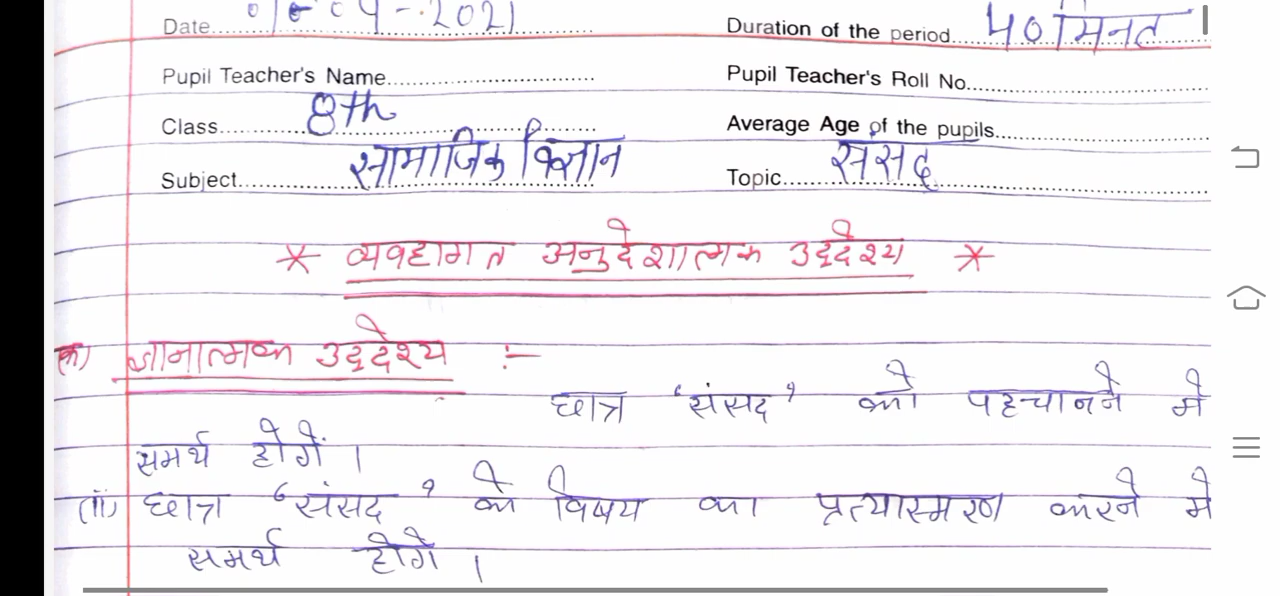 Date 01-04-2021 Duration of the period 40 मिनट
Pupil Teacher's Name Pupil Teacher's Roll No.
Class 8th Average Age of the pupils
Subject सामाजिक विज्ञान Topic संसद
* व्यवहागत अनुदेशात्मक उद्देश्य *
(क) ज्ञानात्मक उद्देश्य :-
छात्र 'संसद' को पहचानने मे
समर्थ होगें ।
(ii) छात्र 'संसद' के विषय का प्रत्यास्मरण करने मे
समर्थ होगे ।